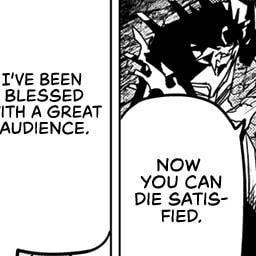 I'VE BEEN
BLESSED
WITH A GREAT
AUDIENCE.
NOW
YOU CAN
DIE SATIS-
FIED.